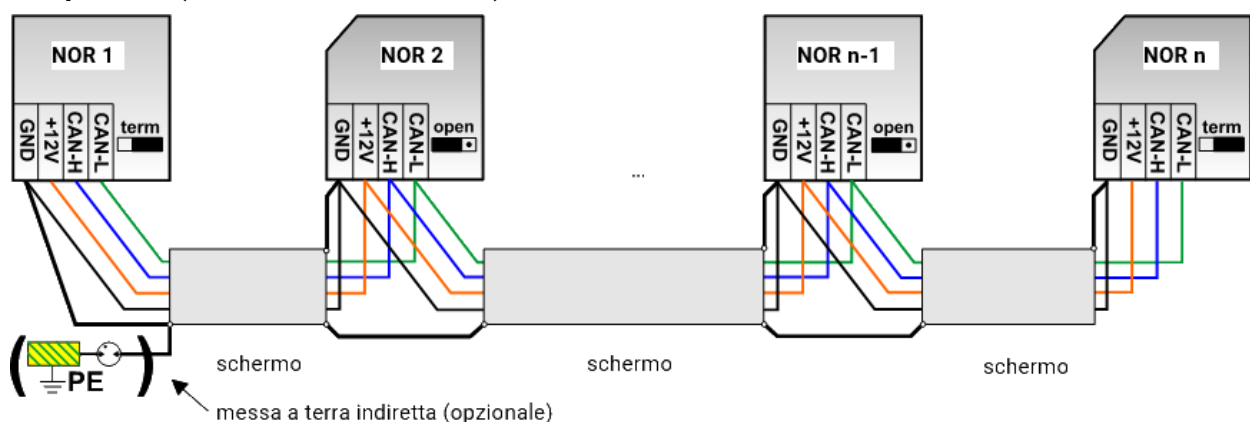 NOR 1
NOR 2
NOR n-1
NOR n
GND
+12V
CAN-H
CAN-L
term
GND
+12V
CAN-H
CAN-L
open
...
GND
+12V
CAN-H
CAN-L
open
GND
+12V
CAN-H
CAN-L
term
( PE )
schermo
schermo
schermo
messa a terra indiretta (opzionale)